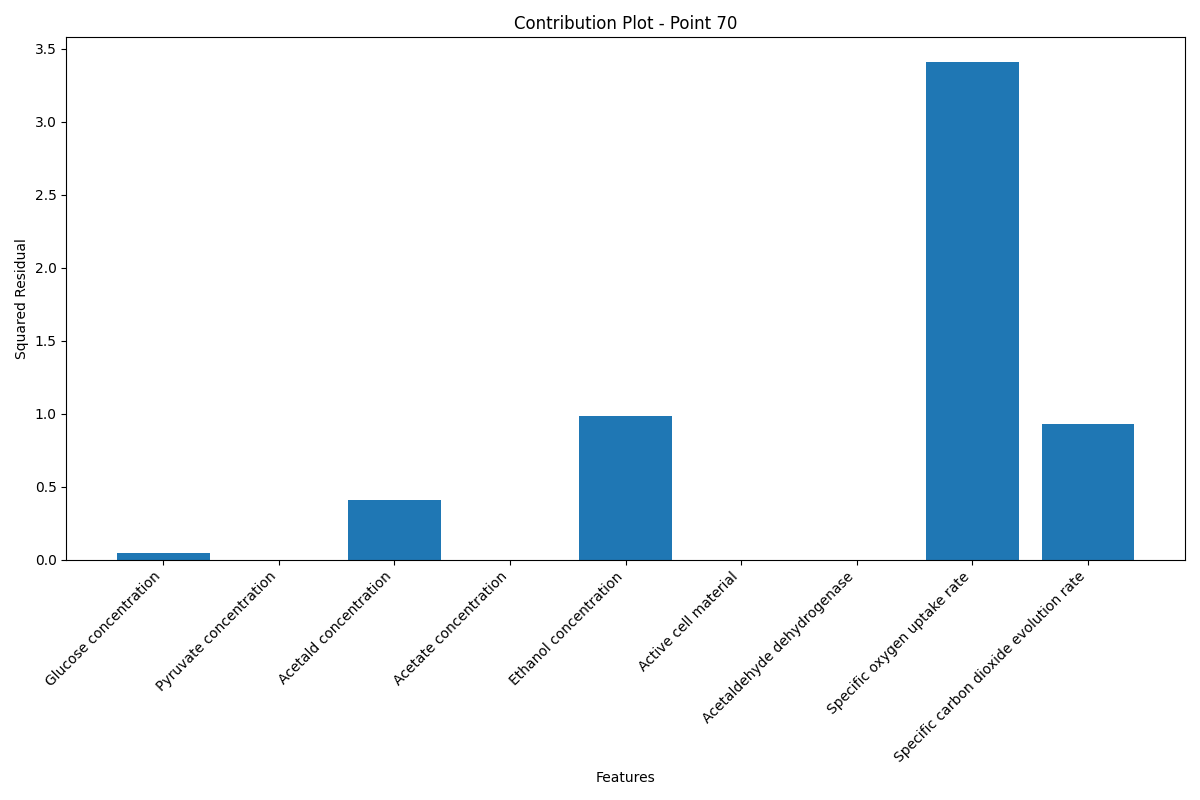 Contribution Plot - Point 70
3.5
3.0
2.5
2.0
1.5
1.0
0.5
0.0
Squared Residual
Glucose concentration
Pyruvate concentration
Acetald concentration
Acetate concentration
Ethanol concentration
Active cell material
Acetaldehyde dehydrogenase
Specific oxygen uptake rate
Specific carbon dioxide evolution rate
Features